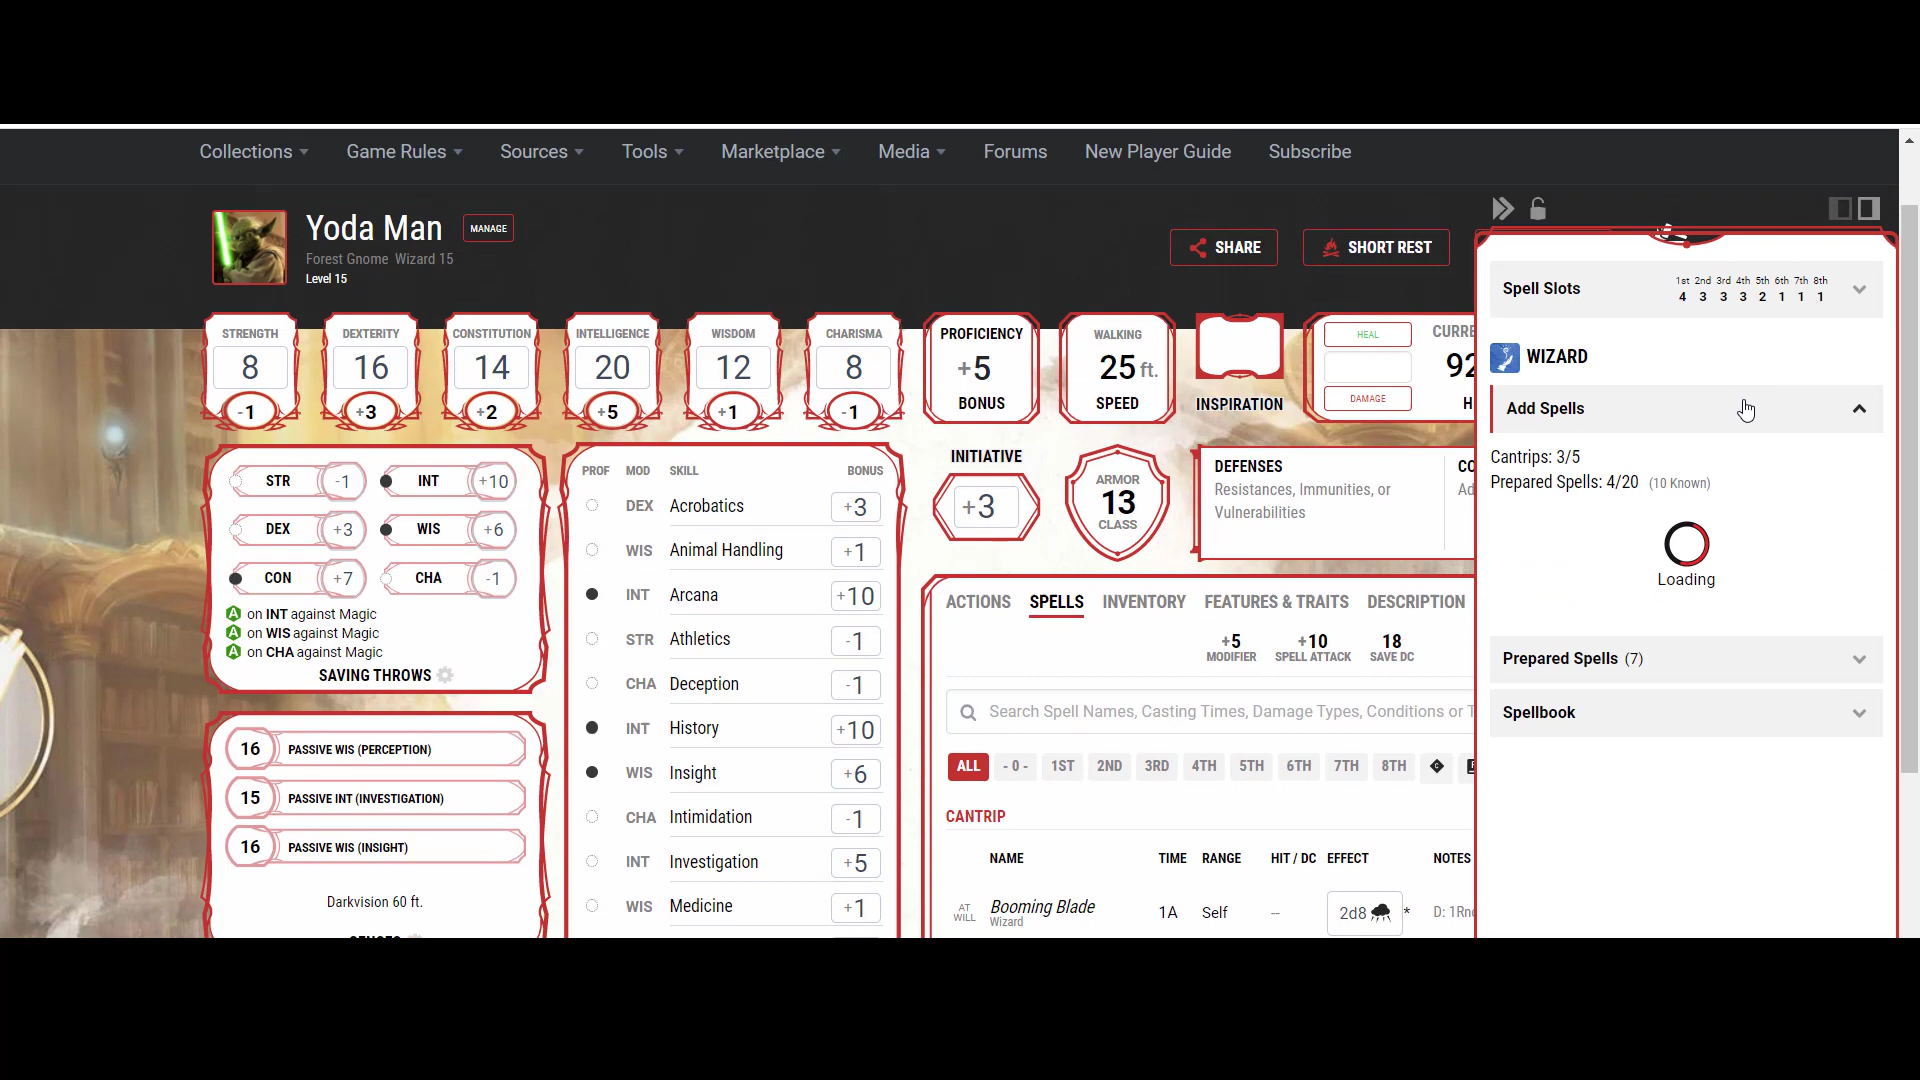 Collections Game Rules Sources Tools Marketplace Media Forums New Player Guide Subscribe
Yoda Man
MANAGE
Forest Gnome Wizard 15
Level 15
SHARE
SHORT REST
STRENGTH
8
-1
DEXTERITY
16
+3
CONSTITUTION
14
+2
INTELLIGENCE
20
+5
WISDOM
12
+1
CHARISMA
8
-1
PROFICIENCY
+5
BONUS
WALKING
25 ft.
SPEED
INSPIRATION
HEAL
DAMAGE
CURRE
92
H
STR -1
INT +10
DEX +3
WIS +6
CON +7
CHA -1
A on INT against Magic
A on WIS against Magic
A on CHA against Magic
SAVING THROWS
16 PASSIVE WIS (PERCEPTION)
15 PASSIVE INT (INVESTIGATION)
16 PASSIVE WIS (INSIGHT)
Darkvision 60 ft.
PROF MOD SKILL BONUS
DEX Acrobatics +3
WIS Animal Handling +1
INT Arcana +10
STR Athletics -1
CHA Deception -1
INT History +10
WIS Insight +6
CHA Intimidation -1
INT Investigation +5
WIS Medicine +1
INITIATIVE
+3
ARMOR
13
CLASS
DEFENSES
Resistances, Immunities, or
Vulnerabilities
CO
Ad
ACTIONS SPELLS INVENTORY FEATURES & TRAITS DESCRIPTION
+5
MODIFIER
+10
SPELL ATTACK
18
SAVE DC
Search Spell Names, Casting Times, Damage Types, Conditions or T
ALL - 0 - 1ST 2ND 3RD 4TH 5TH 6TH 7TH 8TH C
CANTRIP
NAME TIME RANGE HIT / DC EFFECT NOTES
AT WILL
Booming Blade
Wizard
1A Self -- 2d8 * D: 1Rnd
Spell Slots
1st 2nd 3rd 4th 5th 6th 7th 8th
4 3 3 3 2 1 1 1
WIZARD
Add Spells
Cantrips: 3/5
Prepared Spells: 4/20 (10 Known)
Loading
Prepared Spells (7)
Spellbook